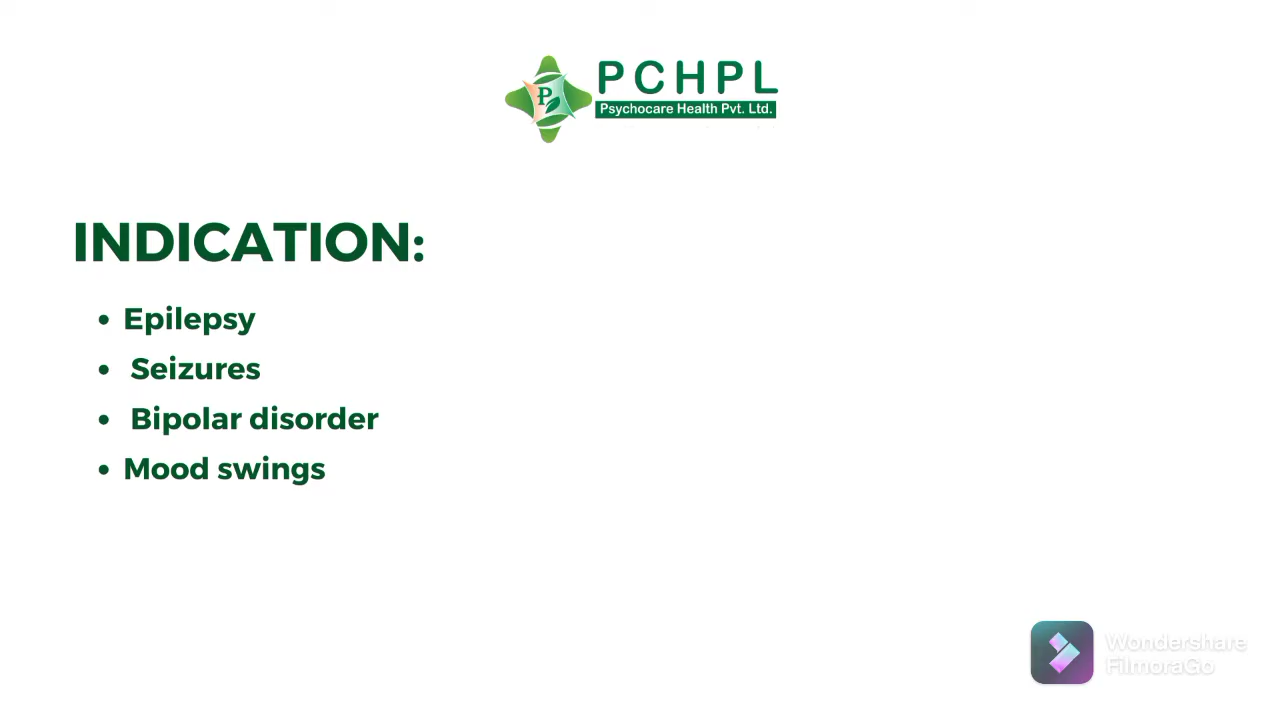 PCHPL
Psychocare Health Pvt. Ltd.
P
INDICATION:
• Epilepsy
• Seizures
• Bipolar disorder
• Mood swings
Wondershare
FilmoraGo